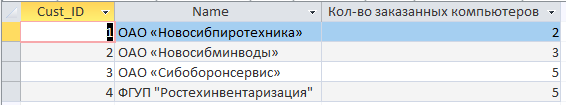 Cust_ID Name Кол-во заказанных компьютеров
1 ОАО «Новосибпиротехника» 2
2 ОАО «Новосибминводы» 3
3 ОАО «Сибоборонсервис» 5
4 ФГУП "Ростехинвентаризация" 5